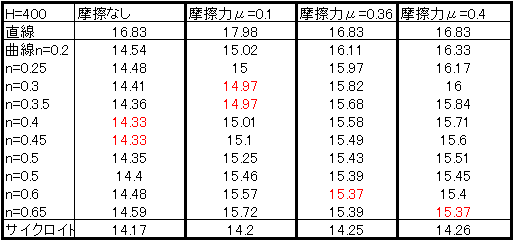 H=400 摩擦なし 摩擦力μ=0.1 摩擦力μ=0.36 摩擦力μ=0.4
直線 16.83 17.98 16.83 16.83
曲線n=0.2 14.54 15.02 16.11 16.33
n=0.25 14.48 15 15.97 16.17
n=0.3 14.41 14.97 15.82 16
n=0.3.5 14.36 14.97 15.68 15.84
n=0.4 14.33 15.01 15.58 15.71
n=0.45 14.33 15.1 15.49 15.6
n=0.5 14.35 15.25 15.43 15.51
n=0.5 14.4 15.46 15.39 15.45
n=0.6 14.48 15.57 15.37 15.4
n=0.65 14.59 15.72 15.39 15.37
サイクロイド 14.17 14.2 14.25 14.26